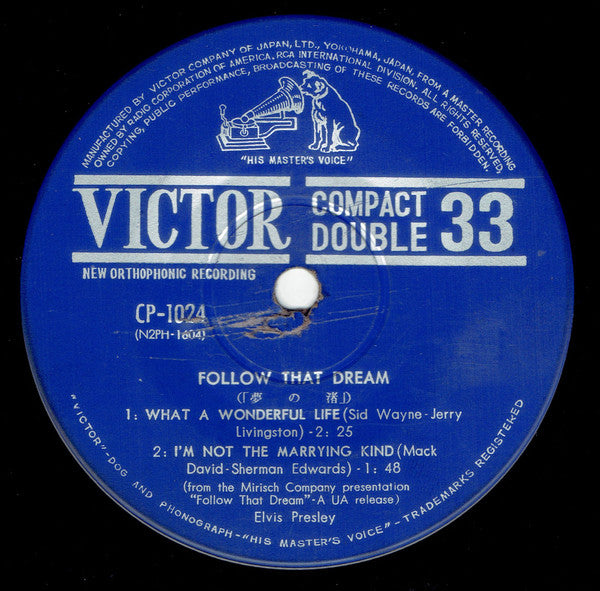 MANUFACTURED BY VICTOR COMPANY OF JAPAN, LTD., YOKOHAMA, JAPAN, FROM A MASTER RECORDING
OWNED BY RADIO CORPORATION OF AMERICA. RCA INTERNATIONAL DIVISION. ALL RIGHTS RESERVED,
COPYING, PUBLIC PERFORMANCE, BROADCASTING OF THESE RECORDS ARE FORBIDDEN.
"HIS MASTER'S VOICE"
VICTOR COMPACT DOUBLE 33
NEW ORTHOPHONIC RECORDING
CP-1024
(N2PH-1604)
FOLLOW THAT DREAM
(「夢の渚」)
1: WHAT A WONDERFUL LIFE (Sid Wayne-Jerry
Livingston) - 2: 25
2: I'M NOT THE MARRYING KIND (Mack
David-Sherman Edwards) - 1: 48
(from the Mirisch Company presentation
"Follow That Dream"-A UA release)
Elvis Presley
"VICTOR"-DOG AND PHONOGRAPH-"HIS MASTER'S VOICE"-TRADEMARKS REGISTERED